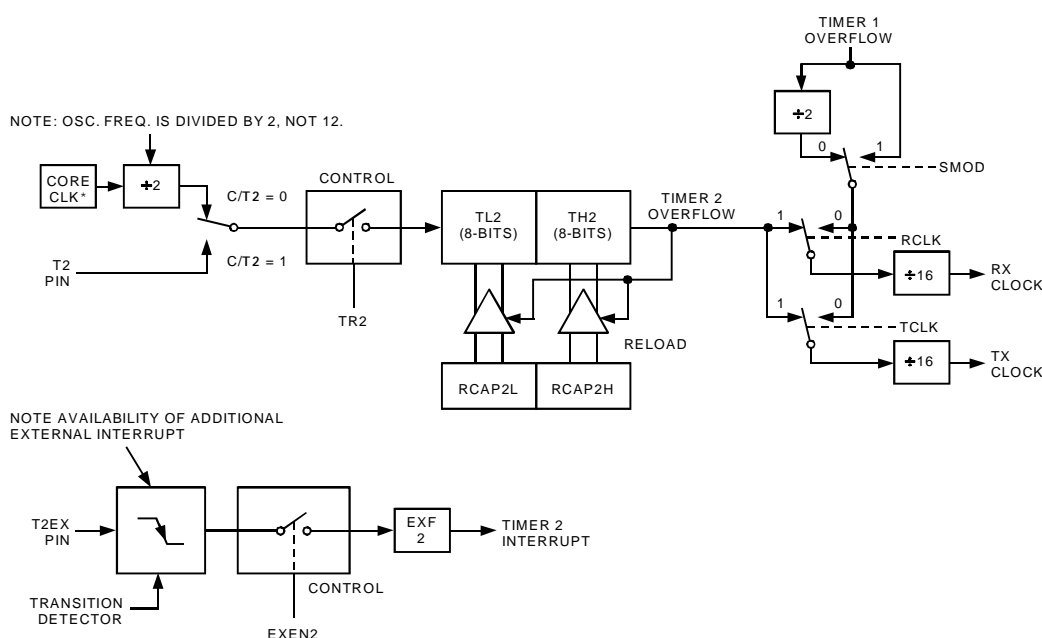 TIMER 1
OVERFLOW
÷2
NOTE: OSC. FREQ. IS DIVIDED BY 2, NOT 12.
0
1
SMOD
CORE
CLK*
÷2
C/T2 = 0
CONTROL
TL2
(8-BITS)
TH2
(8-BITS)
TIMER 2
OVERFLOW
1
0
RCLK
C/T2 = 1
T2
PIN
÷16
RX
CLOCK
TR2
1
0
TCLK
RELOAD
RCAP2L
RCAP2H
÷16
TX
CLOCK
NOTE AVAILABILITY OF ADDITIONAL
EXTERNAL INTERRUPT
T2EX
PIN
EXF
2
TIMER 2
INTERRUPT
CONTROL
TRANSITION
DETECTOR
EXEN2